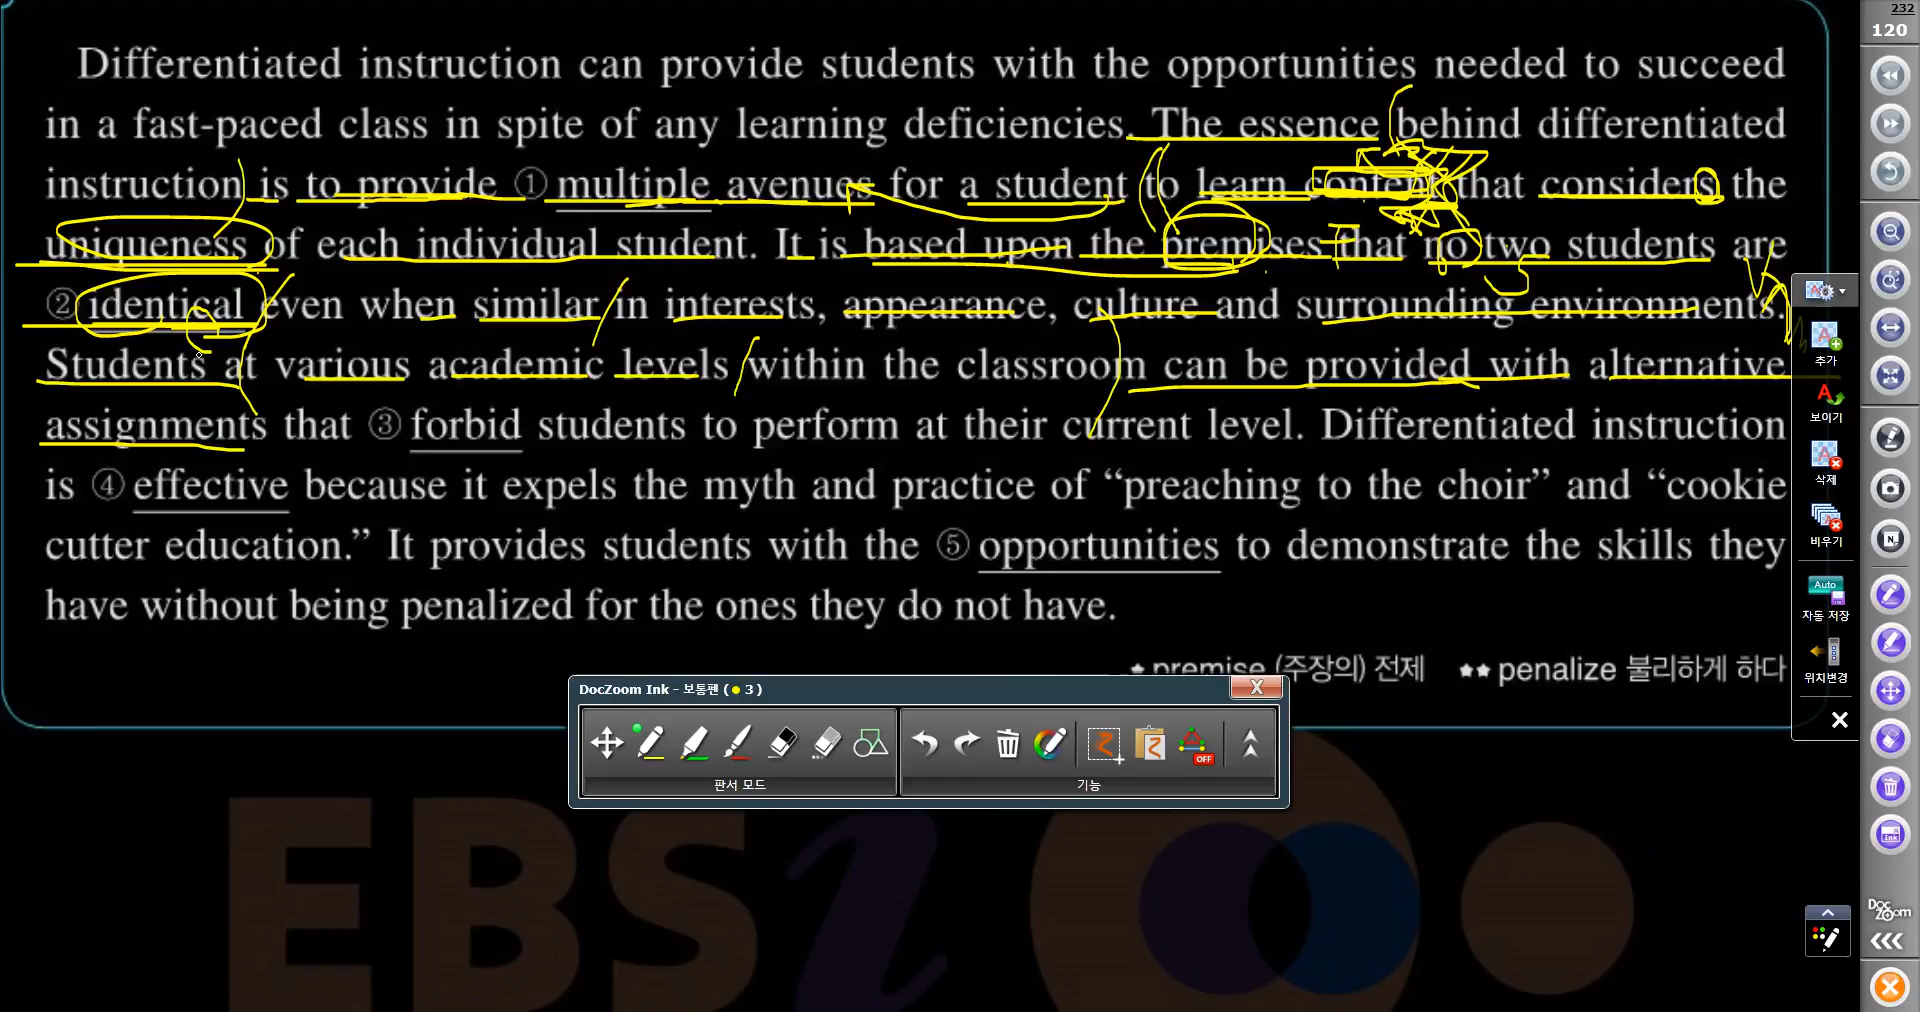 232
120
Differentiated instruction can provide students with the opportunities needed to succeed
in a fast-paced class in spite of any learning deficiencies. The essence behind differentiated
instruction is to provide ① multiple avenues for a student to learn content that considers the
uniqueness of each individual student. It is based upon the premises that no two students are
② identical even when similar in interests, appearance, culture and surrounding environments.
Students at various academic levels within the classroom can be provided with alternative
assignments that ③ forbid students to perform at their current level. Differentiated instruction
is ④ effective because it expels the myth and practice of “preaching to the choir” and “cookie
cutter education.” It provides students with the ⑤ opportunities to demonstrate the skills they
have without being penalized for the ones they do not have.
★ premise (주장의) 전제 ★★ penalize 불리하게 하다
추가
보이기
삭제
비우기
Auto
자동 저장
위치변경
DocZoom Ink - 보통펜 ( 3 )
OFF
판서 모드
기능
EBSi
Doc Zoom